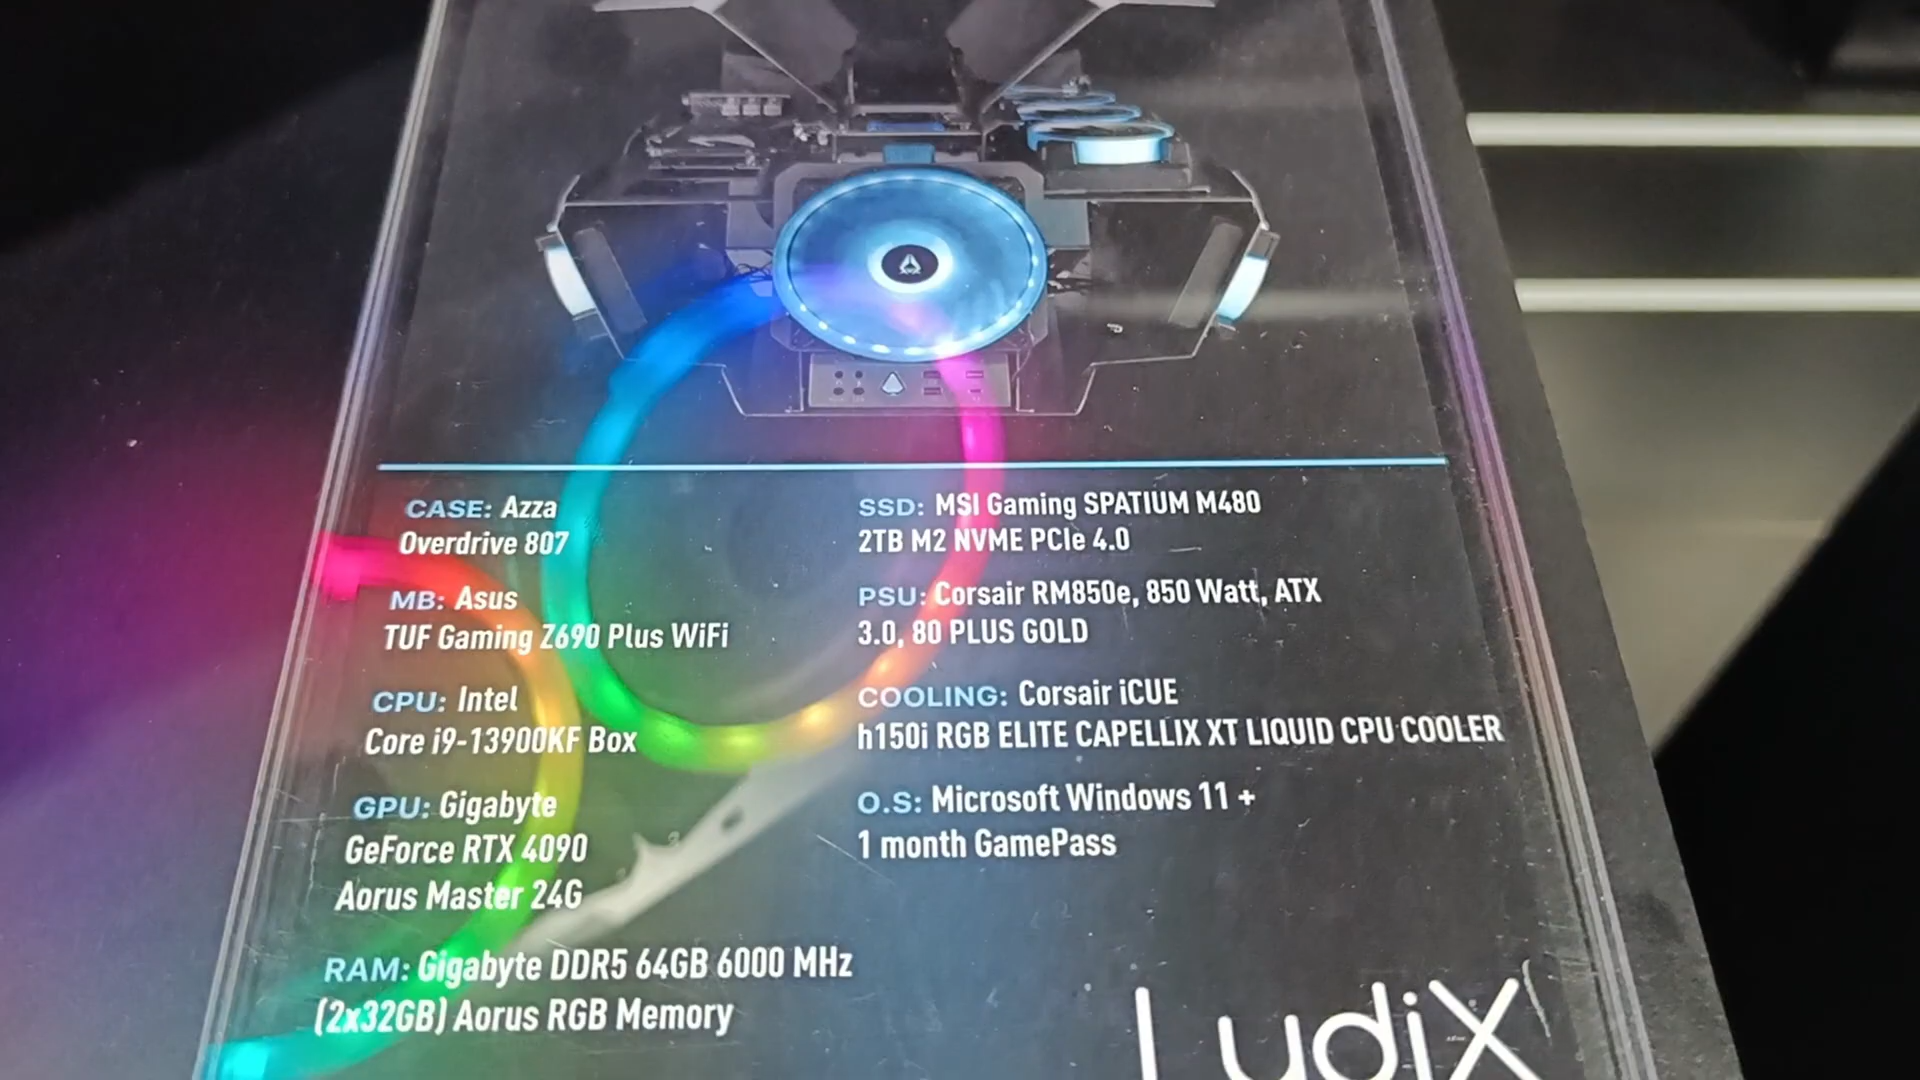 CASE: Azza
Overdrive 807
MB: Asus
TUF Gaming Z690 Plus WiFi
CPU: Intel
Core i9-13900KF Box
GPU: Gigabyte
GeForce RTX 4090
Aorus Master 24G
RAM: Gigabyte DDR5 64GB 6000 MHz
(2x32GB) Aorus RGB Memory
SSD: MSI Gaming SPATIUM M480
2TB M2 NVME PCIe 4.0
PSU: Corsair RM850e, 850 Watt, ATX
3.0, 80 PLUS GOLD
COOLING: Corsair iCUE
h150i RGB ELITE CAPELLIX XT LIQUID CPU COOLER
O.S: Microsoft Windows 11 +
1 month GamePass
LudiX